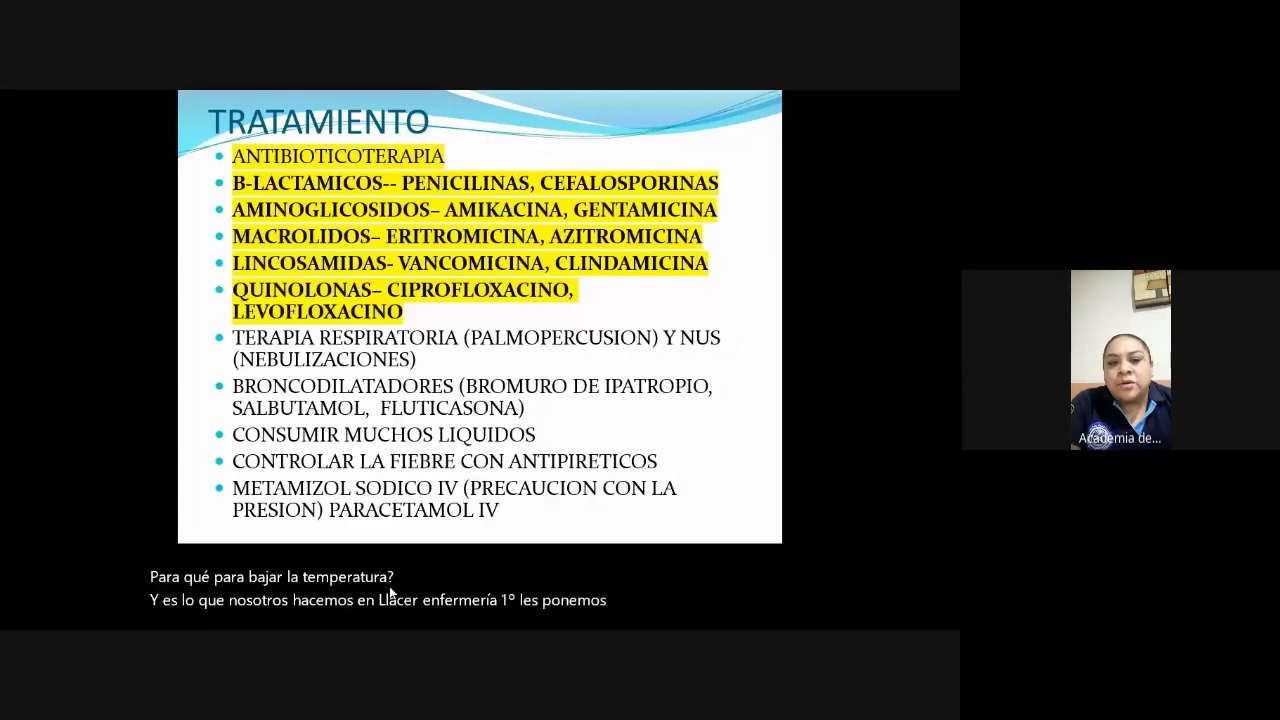 TRATAMIENTO
ANTIBIOTICOTERAPIA
B-LACTAMICOS-- PENICILINAS, CEFALOSPORINAS
AMINOGLICOSIDOS– AMIKACINA, GENTAMICINA
MACROLIDOS– ERITROMICINA, AZITROMICINA
LINCOSAMIDAS- VANCOMICINA, CLINDAMICINA
QUINOLONAS– CIPROFLOXACINO,
LEVOFLOXACINO
TERAPIA RESPIRATORIA (PALMOPERCUSION) Y NUS
(NEBULIZACIONES)
BRONCODILATADORES (BROMURO DE IPATROPIO,
SALBUTAMOL, FLUTICASONA)
CONSUMIR MUCHOS LIQUIDOS
CONTROLAR LA FIEBRE CON ANTIPIRETICOS
METAMIZOL SODICO IV (PRECAUCION CON LA
PRESION) PARACETAMOL IV
Para qué para bajar la temperatura?
Y es lo que nosotros hacemos en Llácer enfermería 1º les ponemos
Academia de...